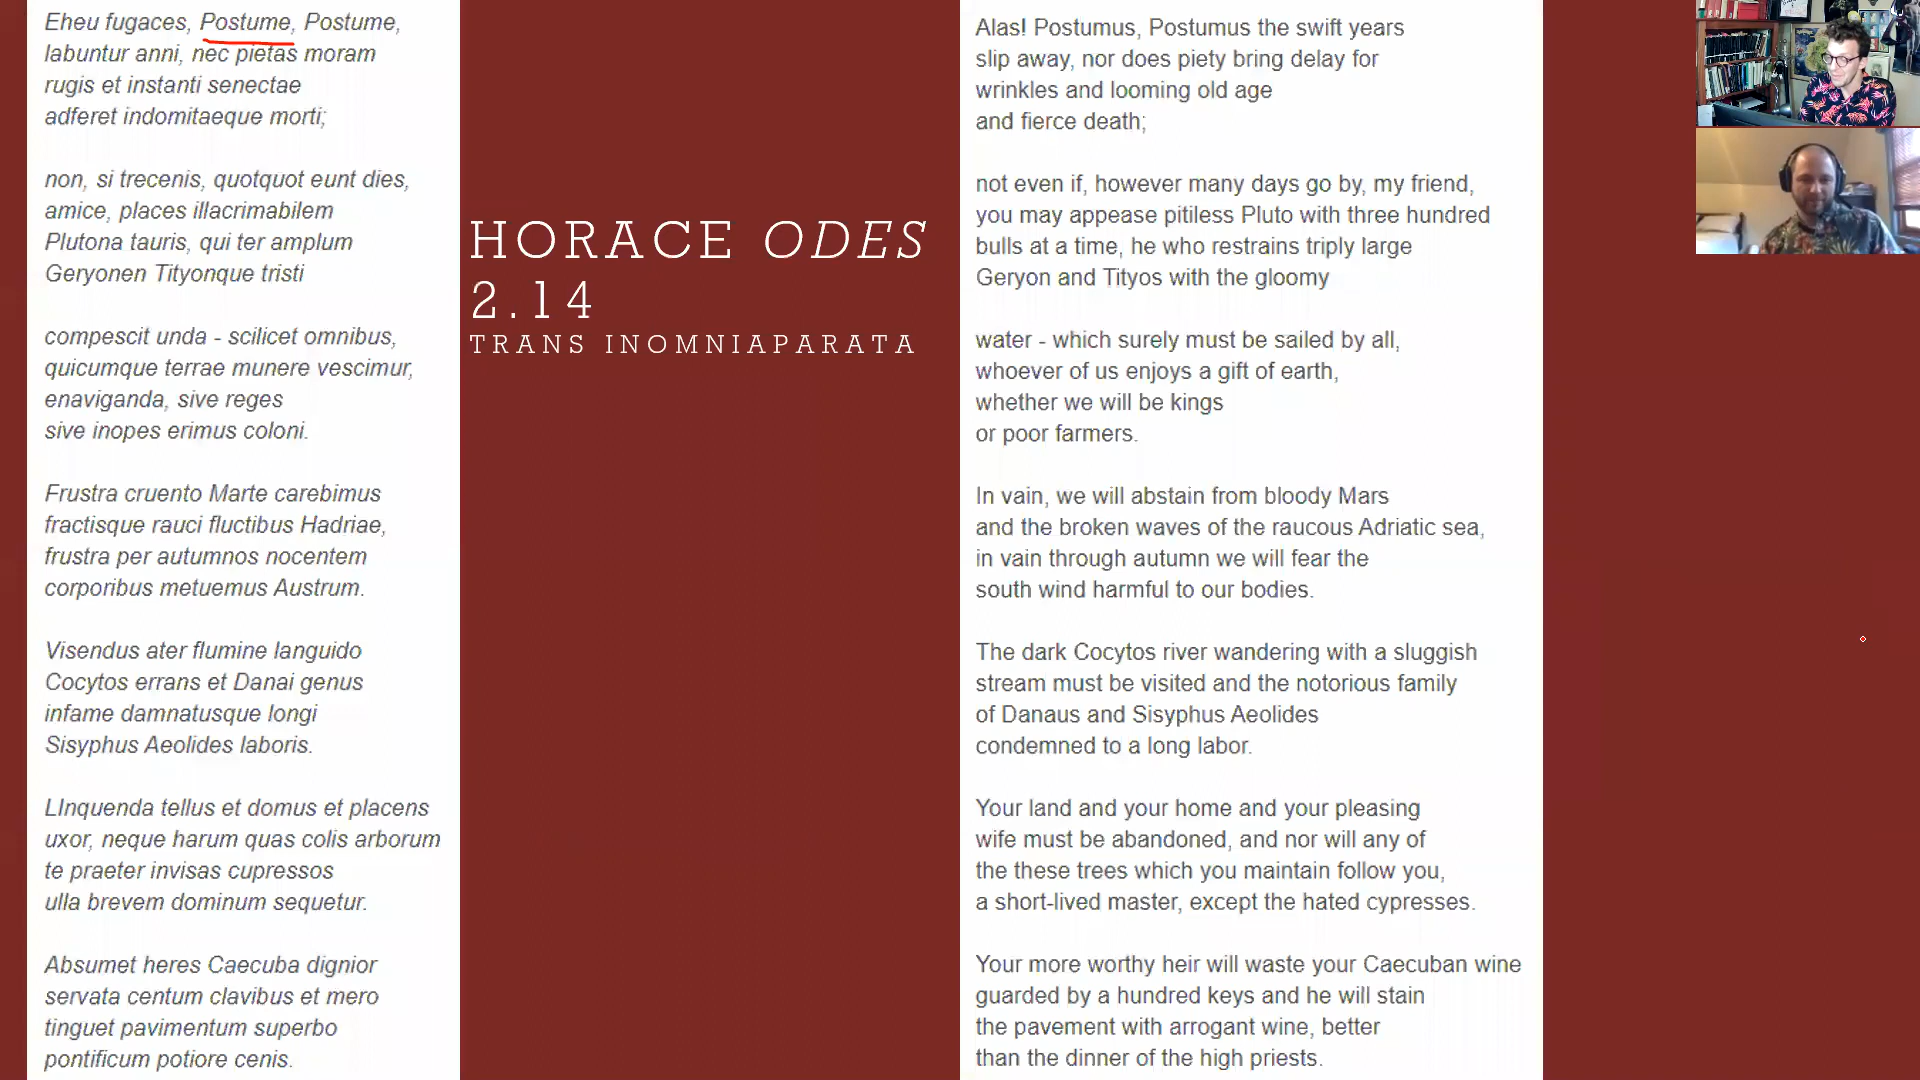 Eheu fugaces, Postume, Postume,
labuntur anni, nec pietas moram
rugis et instanti senectae
adferet indomitaeque morti;
non, si trecenis, quotquot eunt dies,
amice, places illacrimabilem
Plutona tauris, qui ter amplum
Geryonen Tityonque tristi
compescit unda - scilicet omnibus,
quicumque terrae munere vescimur,
enaviganda, sive reges
sive inopes erimus coloni.
Frustra cruento Marte carebimus
fractisque rauci fluctibus Hadriae,
frustra per autumnos nocentem
corporibus metuemus Austrum.
Visendus ater flumine languido
Cocytos errans et Danai genus
infame damnatusque longi
Sisyphus Aeolides laboris.
LInquenda tellus et domus et placens
uxor, neque harum quas colis arborum
te praeter invisas cupressos
ulla brevem dominum sequetur.
Absumet heres Caecuba dignior
servata centum clavibus et mero
tinguet pavimentum superbo
pontificum potiore cenis.
HORACE ODES
2.14
TRANS INOMNIAPARATA
Alas! Postumus, Postumus the swift years
slip away, nor does piety bring delay for
wrinkles and looming old age
and fierce death;
not even if, however many days go by, my friend,
you may appease pitiless Pluto with three hundred
bulls at a time, he who restrains triply large
Geryon and Tityos with the gloomy
water - which surely must be sailed by all,
whoever of us enjoys a gift of earth,
whether we will be kings
or poor farmers.
In vain, we will abstain from bloody Mars
and the broken waves of the raucous Adriatic sea,
in vain through autumn we will fear the
south wind harmful to our bodies.
The dark Cocytos river wandering with a sluggish
stream must be visited and the notorious family
of Danaus and Sisyphus Aeolides
condemned to a long labor.
Your land and your home and your pleasing
wife must be abandoned, and nor will any of
the these trees which you maintain follow you,
a short-lived master, except the hated cypresses.
Your more worthy heir will waste your Caecuban wine
guarded by a hundred keys and he will stain
the pavement with arrogant wine, better
than the dinner of the high priests.